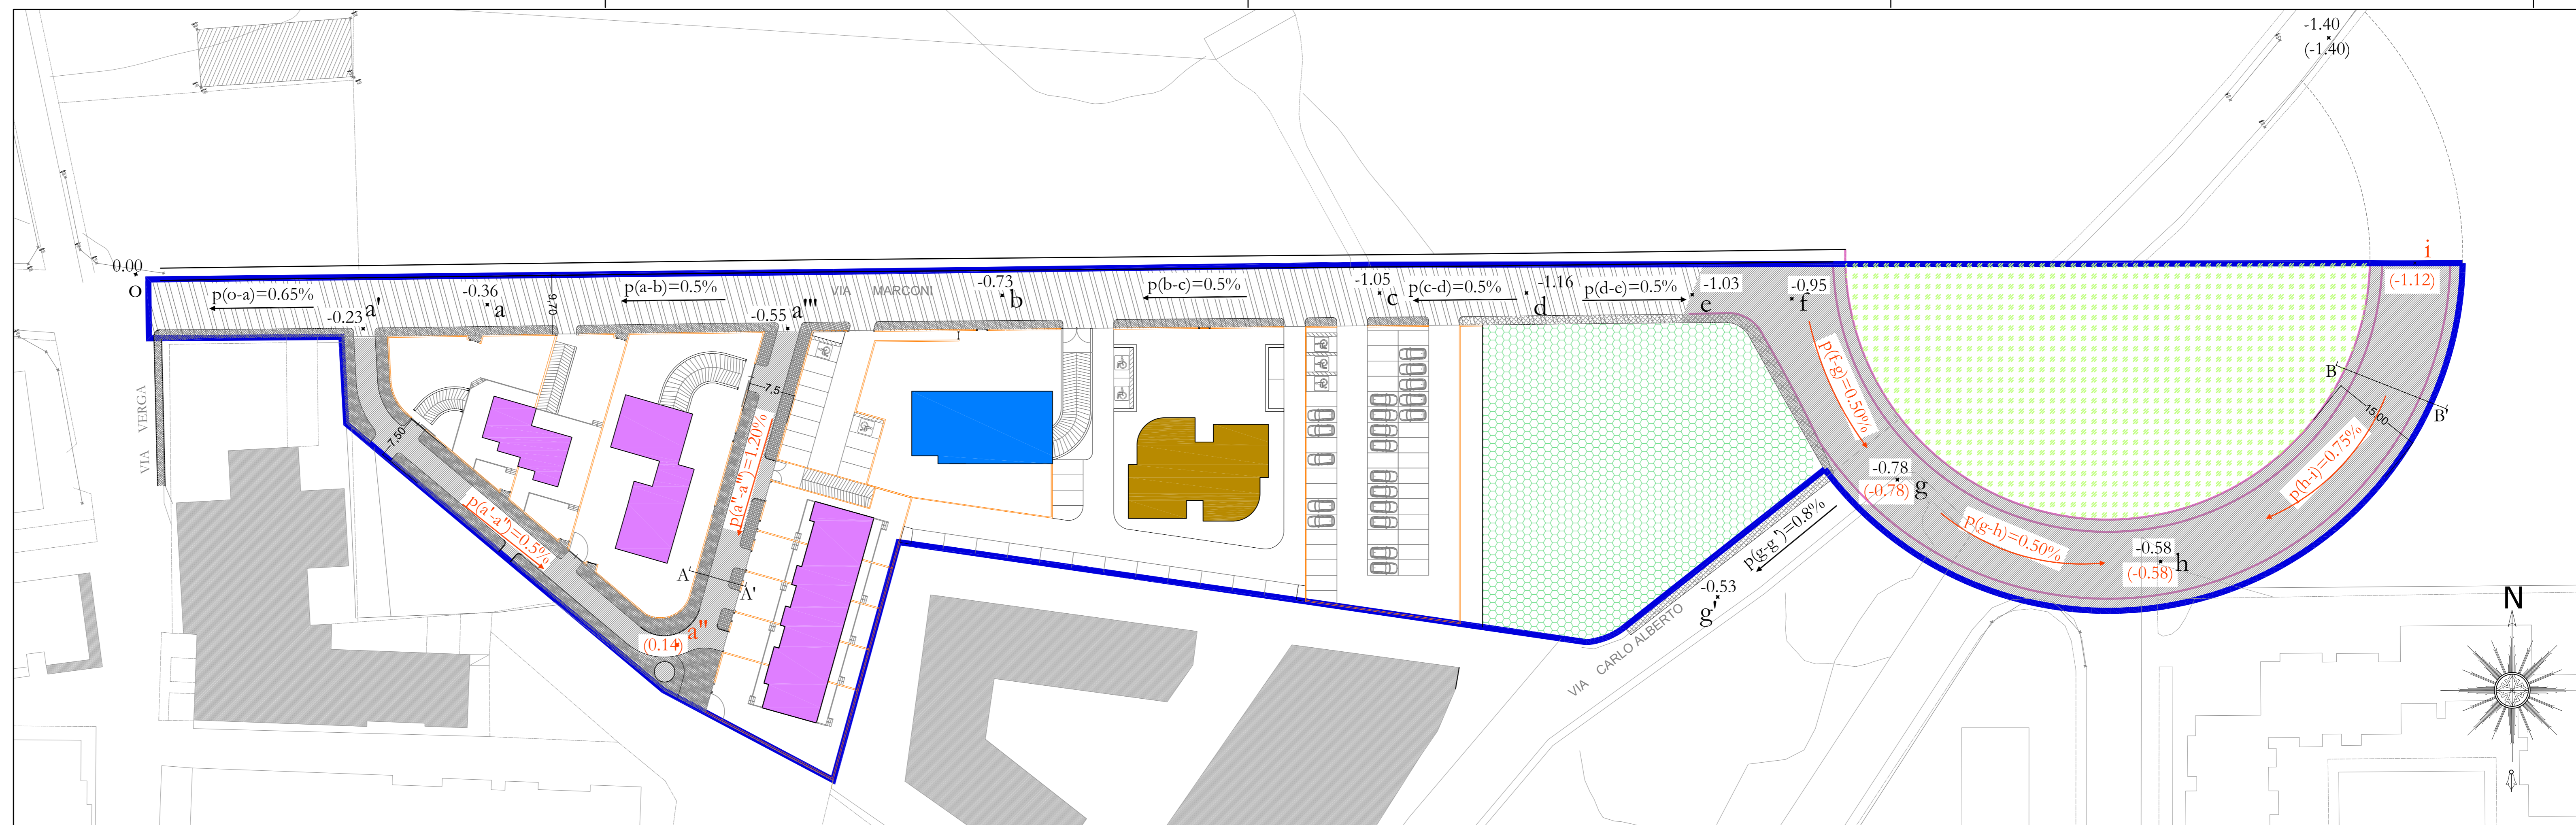 -1.40
(-1.40)
0.00
O
p(o-a)=0.65%
-0.23
a'
-0.36
a
9.70
p(a-b)=0.5%
-0.55
a'''
VIA MARCONI
-0.73
b
p(b-c)=0.5%
-1.05
c
p(c-d)=0.5%
-1.16
d
p(d-e)=0.5%
-1.03
e
-0.95
f
i
(-1.12)
VIA VERGA
7.50
p(a'-a'')=0.5%
7.5
p(a''-a''')=1.20%
A
A'
(0.14)
a''
p(f-g)=0.50%
-0.78
(-0.78)
g
p(g-g')=0.8%
-0.53
g'
VIA CARLO ALBERTO
p(g-h)=0.50%
-0.58
(-0.58)
h
p(h-i)=0.75%
B
15.00
B'
N